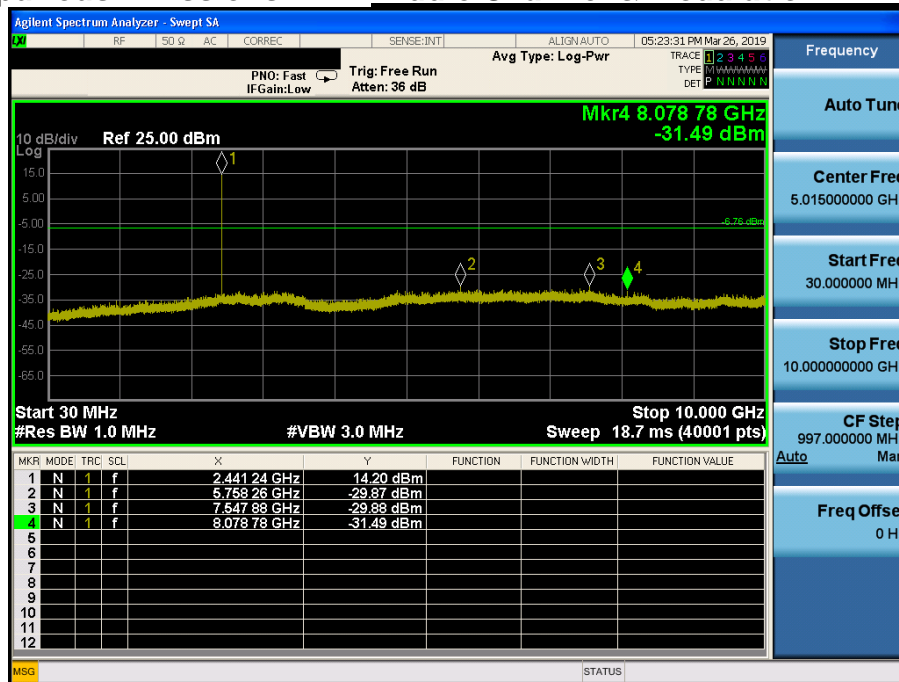 Agilent Spectrum Analyzer - Swept SA
LXI RF 50 Ω AC CORREC SENSE:INT ALIGN AUTO 05:23:31 PM Mar 26, 2019
Avg Type: Log-Pwr TRACE 1 2 3 4 5 6
PNO: Fast Trig: Free Run TYPE M WWWWW
IFGain:Low Atten: 36 dB DET P N N N N N
Mkr4 8.078 78 GHz
10 dB/div Ref 25.00 dBm -31.49 dBm
Log
15.0
5.00
-5.00
-15.0
-25.0
-35.0
-45.0
-55.0
-65.0
1
-6.76 dBm
2 3 4
Start 30 MHz Stop 10.000 GHz
#Res BW 1.0 MHz #VBW 3.0 MHz Sweep 18.7 ms (40001 pts)
MKR MODE TRC SCL X Y FUNCTION FUNCTION WIDTH FUNCTION VALUE
1 N 1 f 2.441 24 GHz 14.20 dBm
2 N 1 f 5.758 26 GHz -29.87 dBm
3 N 1 f 7.547 88 GHz -29.88 dBm
4 N 1 f 8.078 78 GHz -31.49 dBm
5
6
7
8
9
10
11
12
MSG STATUS
Frequency
Auto Tune
Center Fre
5.015000000 GH
Start Fre
30.000000 MH
Stop Fre
10.000000000 GH
CF Step
997.000000 MH
Auto Ma
Freq Offse
0 H